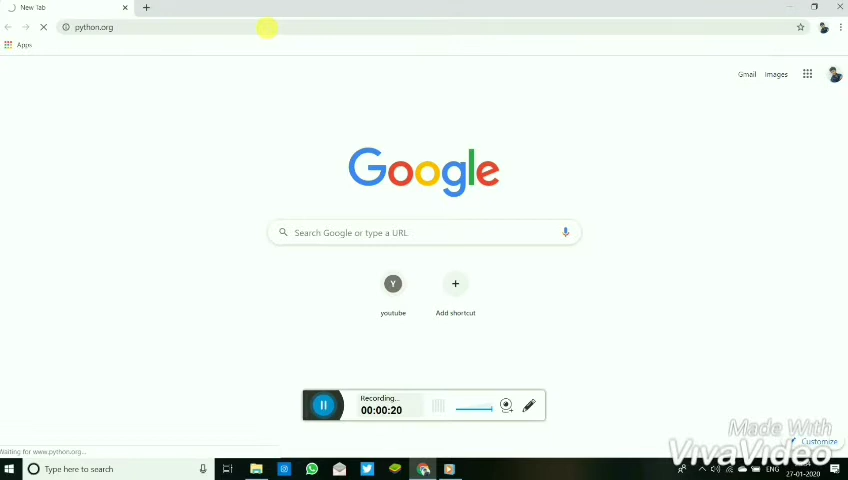 New Tab
python.org
Apps
Gmail Images
Google
Search Google or type a URL
Y
youtube
Add shortcut
Recording...
00:00:20
Made With
VivaVideo
Customize
Waiting for www.python.org...
Type here to search
ENG
27-01-2020